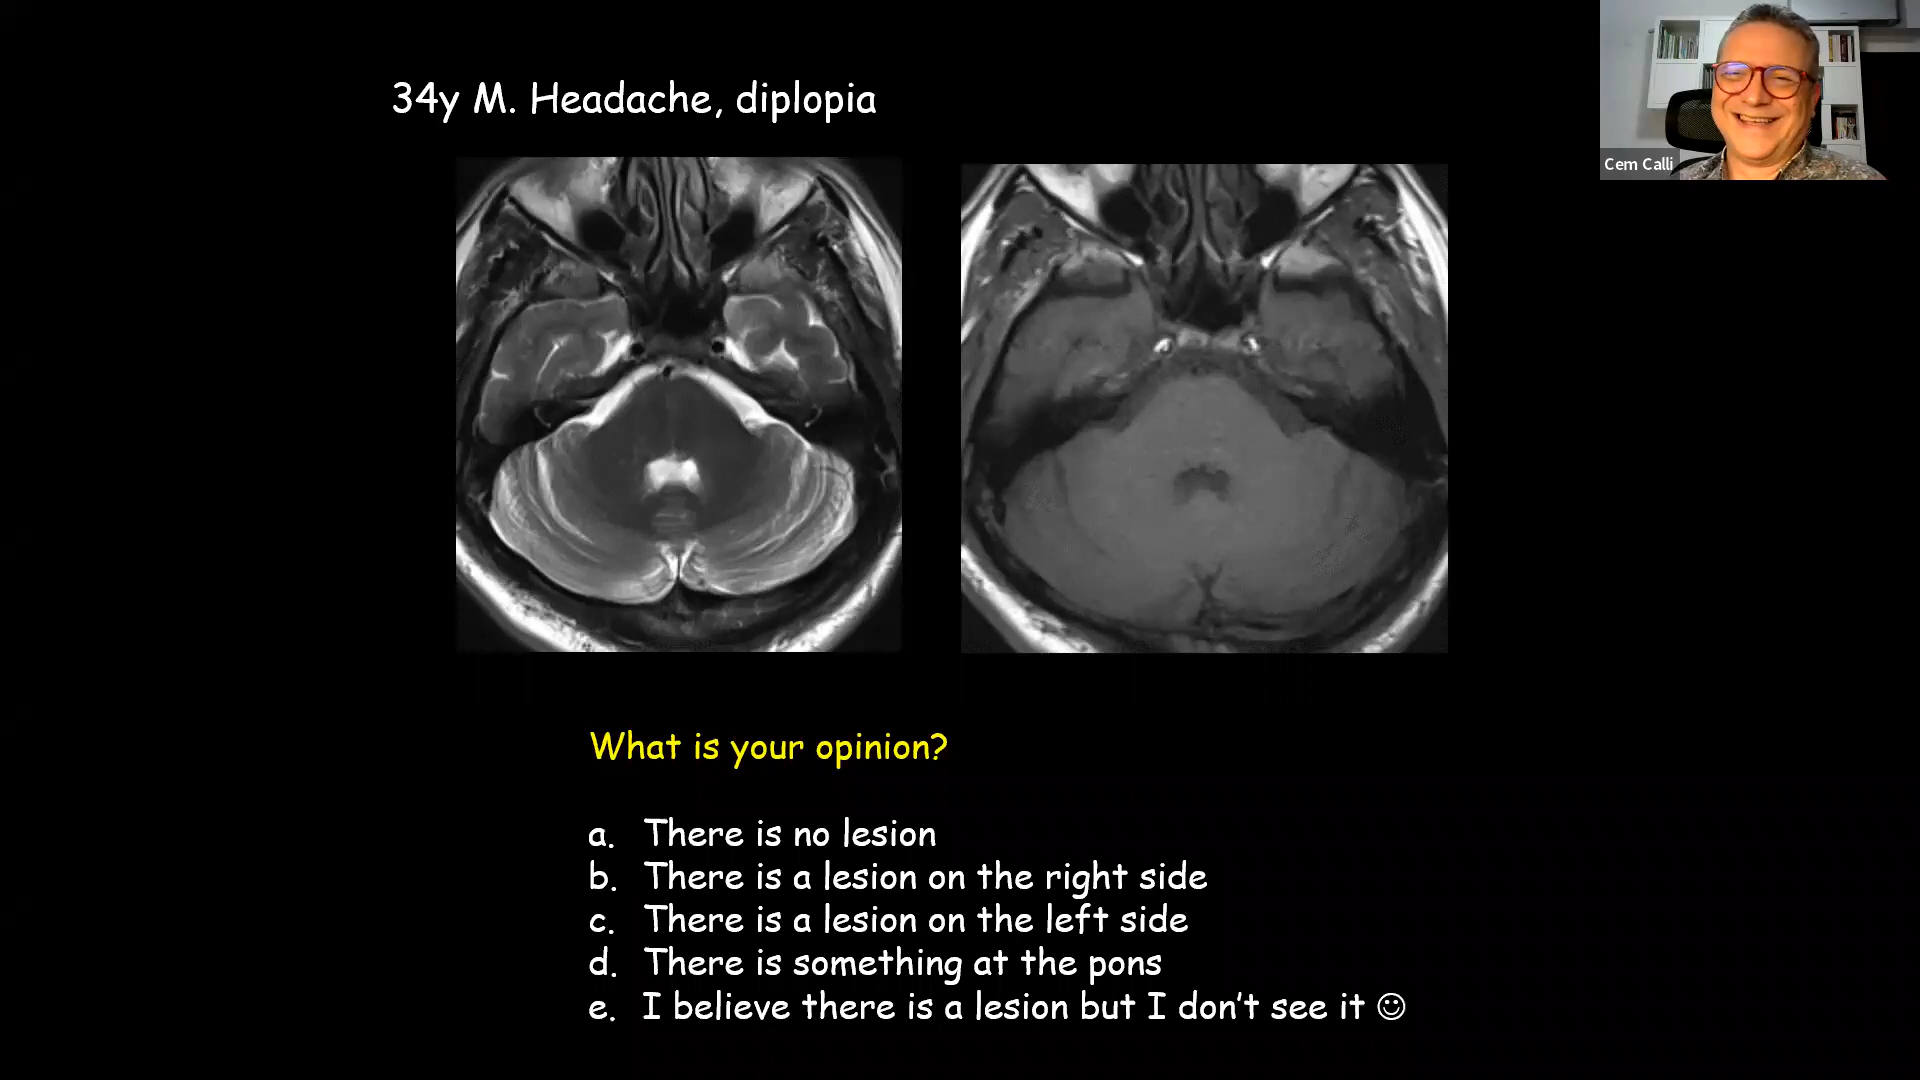 34y M. Headache, diplopia
Cem Calli
What is your opinion?
a. There is no lesion
b. There is a lesion on the right side
c. There is a lesion on the left side
d. There is something at the pons
e. I believe there is a lesion but I don't see it ☺